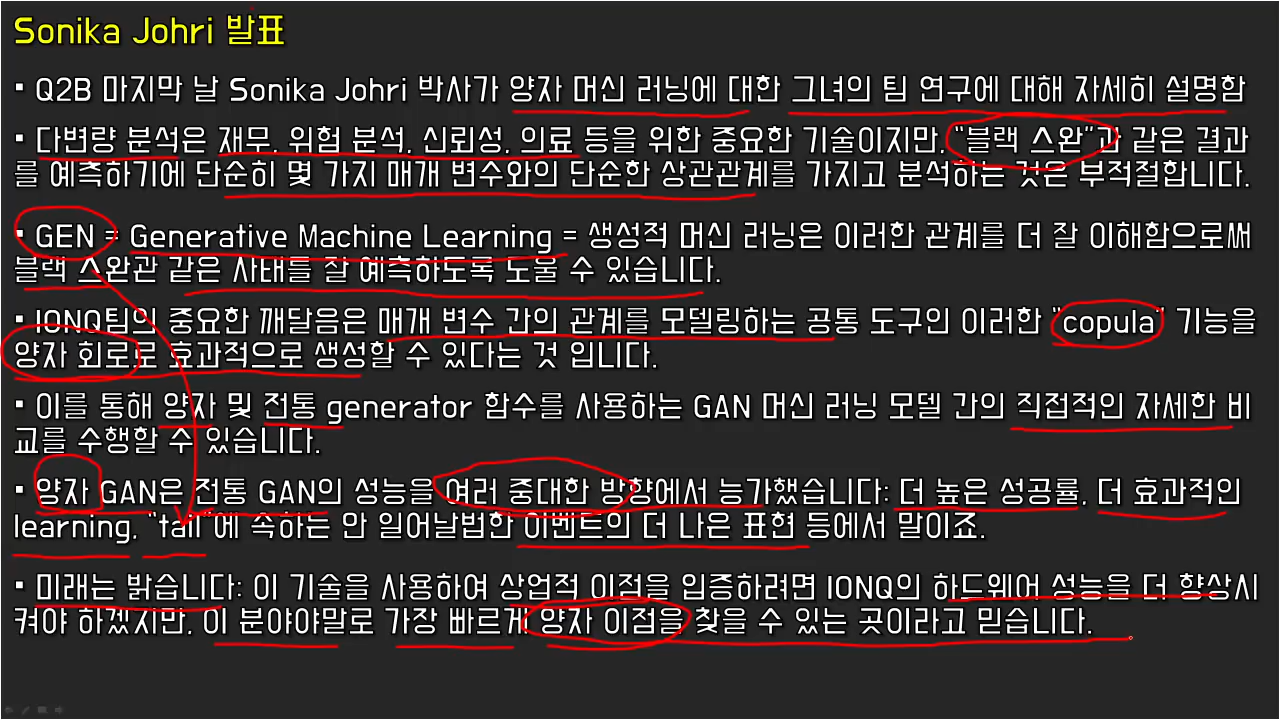 Sonika Johri 발표
▪ Q2B 마지막 날 Sonika Johri 박사가 양자 머신 러닝에 대한 그녀의 팀 연구에 대해 자세히 설명함
▪ 다변량 분석은 재무, 위험 분석, 신뢰성, 의료 등을 위한 중요한 기술이지만, "블랙 스완"과 같은 결과
를 예측하기에 단순히 몇 가지 매개 변수와의 단순한 상관관계를 가지고 분석하는 것은 부적절합니다.
▪ GEN = Generative Machine Learning = 생성적 머신 러닝은 이러한 관계를 더 잘 이해함으로써
블랙 스완관 같은 사태들 잘 예측하도록 도울 수 있습니다.
▪ IONQ팀의 중요한 깨달음은 매개 변수 간의 관계를 모델링하는 공통 도구인 이러한 "copula" 기능을
양자 회로로 효과적으로 생성할 수 있다는 것 입니다.
▪ 이를 통해 양자 및 전통 generator 함수를 사용하는 GAN 머신 러닝 모델 간의 직접적인 자세한 비
교를 수행할 수 있습니다.
▪ 양자 GAN은 전통 GAN의 성능을 여러 중대한 방향에서 능가했습니다: 더 높은 성공률, 더 효과적인
learning, "tail"에 속하는 안 일어날법한 이벤트의 더 나은 표현 등에서 말이죠.
▪ 미래는 밝습니다: 이 기술을 사용하여 상업적 이점을 입증하려면 IONQ의 하드웨어 성능을 더 향상시
켜야 하겠지만, 이 분야야말로 가장 빠르게 양자 이점을 찾을 수 있는 곳이라고 믿습니다.